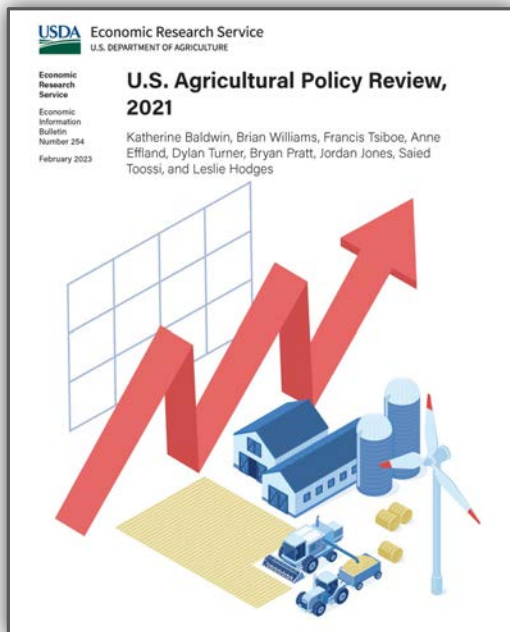 USDA Economic Research Service
U.S. DEPARTMENT OF AGRICULTURE
Economic
Research
Service
Economic
Information
Bulletin
Number 254
February 2023
U.S. Agricultural Policy Review,
2021
Katherine Baldwin, Brian Williams, Francis Tsiboe, Anne
Effland, Dylan Turner, Bryan Pratt, Jordan Jones, Saied
Toossi, and Leslie Hodges